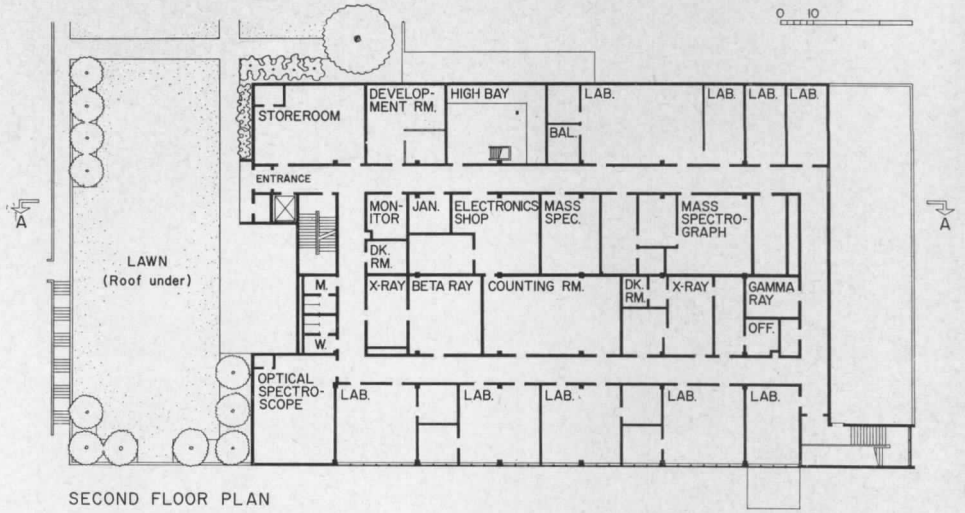 0 10
STOREROOM
DEVELOP-
MENT RM.
HIGH BAY
BAL.
LAB.
LAB.
LAB.
LAB.
ENTRANCE
MON-
ITOR
JAN.
ELECTRONICS
SHOP
MASS
SPEC.
MASS
SPECTRO-
GRAPH
A
A
DK.
RM.
LAWN
(Roof under)
M.
X-RAY
BETA RAY
COUNTING RM.
DK.
RM.
X-RAY
GAMMA
RAY
OFF.
W.
OPTICAL
SPECTRO-
SCOPE
LAB.
LAB.
LAB.
LAB.
LAB.
SECOND FLOOR PLAN